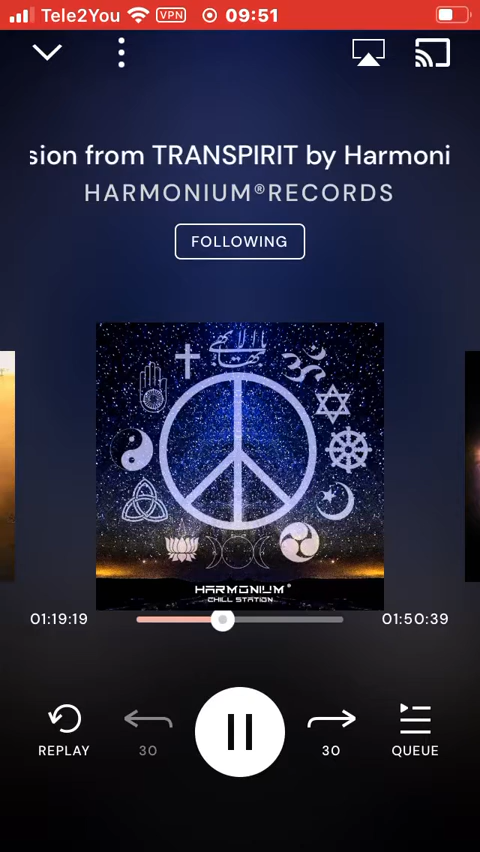 Tele2You VPN 09:51
sion from TRANSPIRIT by Harmoni
HARMONIUM®RECORDS
FOLLOWING
HARMONIUM®
CHILL STATION
01:19:19 01:50:39
REPLAY 30 30 QUEUE